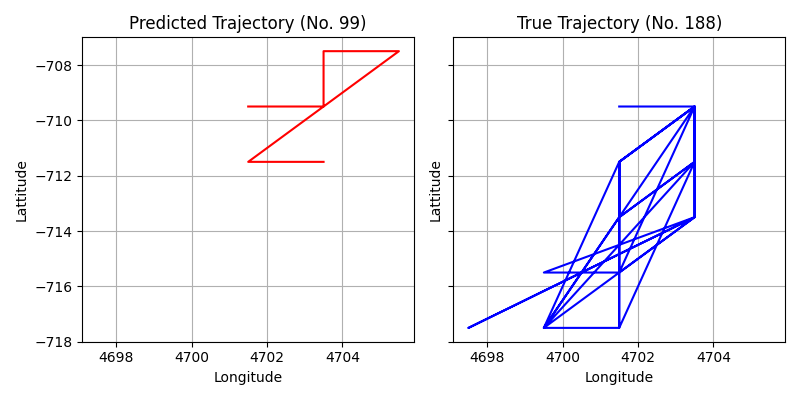 Predicted Trajectory (No. 99)
True Trajectory (No. 188)
−708
−710
−712
−714
−716
−718
Lattitude
Lattitude
4698 4700 4702 4704
4698 4700 4702 4704
Longitude
Longitude